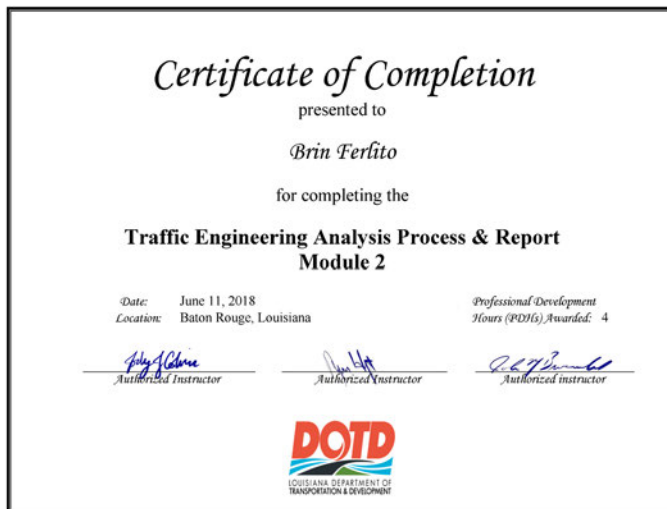 Certificate of Completion
presented to
Brin Ferlito
for completing the
Traffic Engineering Analysis Process & Report
Module 2
Date: June 11, 2018
Location: Baton Rouge, Louisiana
Professional Development
Hours (PDHs) Awarded: 4
Authorized Instructor
Authorized Instructor
Authorized instructor
DOTD
LOUISIANA DEPARTMENT OF
TRANSPORTATION & DEVELOPMENT